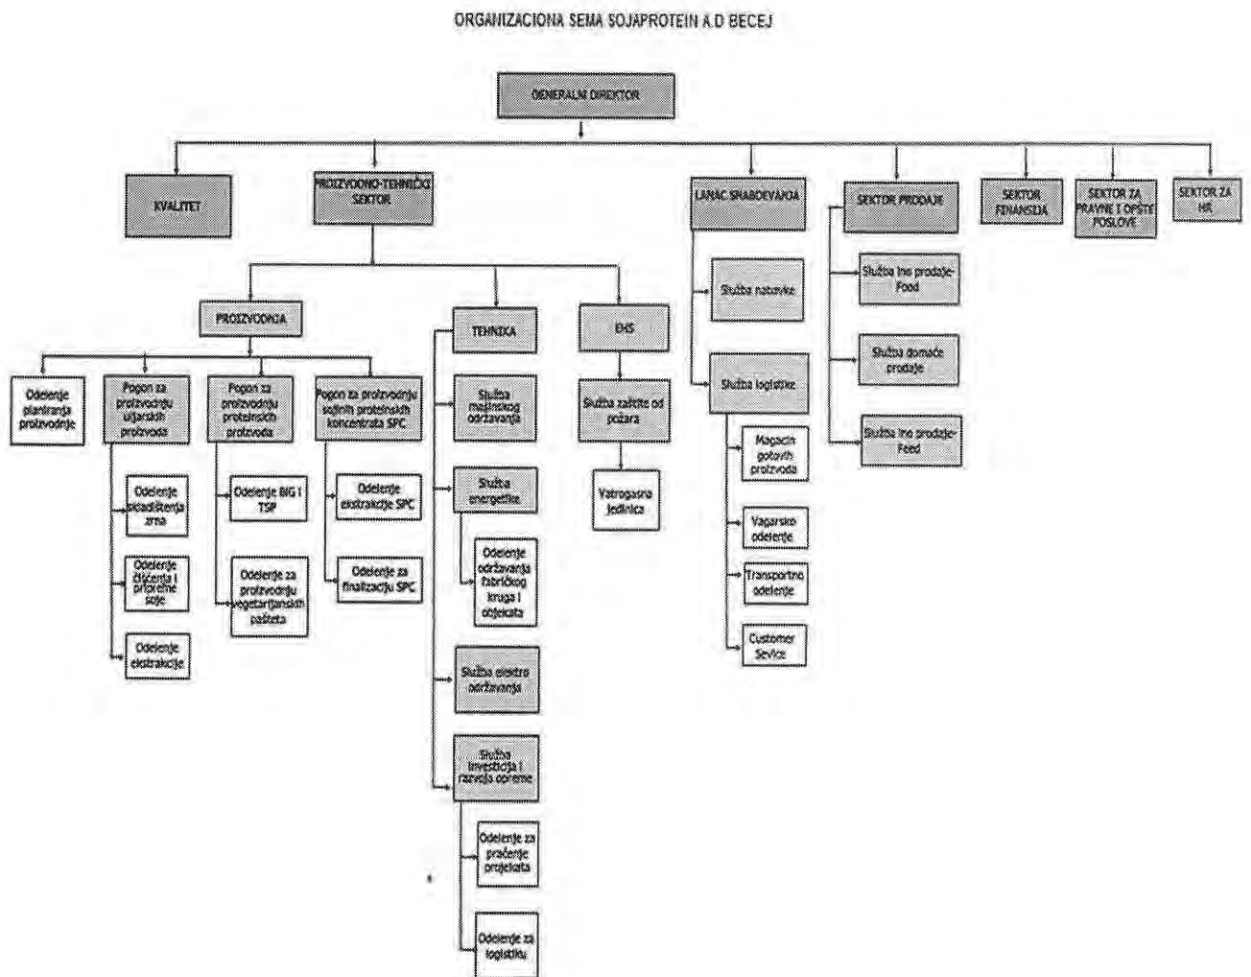 ORGANIZACIONA SEMA SOJAPROTEIN A.D BECEJ
GENERALNI DIREKTOR
KVALITET
PROIZVODNO-TEHNIČKI
SEKTOR
LANAC SNABDEVANJA
SEKTOR PRODAJE
SEKTOR
FINANSIJA
SEKTOR ZA
PRAVNE I OPŠTE
POSLOVE
SEKTOR ZA
HR
PROIZVODNJA
TEHNIKA
EHS
Služba nabavke
Služba logistike
Služba Ino prodaje-
Food
Služba domaće
prodaje
Služba Ino prodaje-
Feed
Odelenje
planiranja
proizvodnje
Pogon za
proizvodnju
uljarskih
proizvoda
Pogon za
proizvodnju
proteinskih
proizvoda
Pogon za proizvodnju
sojinih proteinskih
koncentrata SPC
Služba
mašinskog
održavanja
Služba zaštite od
požara
Magacin
gotovih
proizvoda
Vagarsko
odelenje
Transportno
odelenje
Customer
Sevice
Odelenje
skladištenja
zrna
Odelenje
čišćenja i
pripreme
soje
Odelenje
ekstrakcije
Odelenje BIG i
TSP
Odelenje za
proizvodnju
vegetarijanskih
pašteta
Odelenje
ekstrakcije SPC
Odelenje za
finalizaciju SPC
Služba
energetike
Odelenje
održavanja
fabričkog
kruga i
objekata
Vatrogasna
jedinica
Služba elektro
održavanja
Služba
investicija i
razvoja opreme
Odelenje za
praćenje
projekata
Odelenje za
logistiku